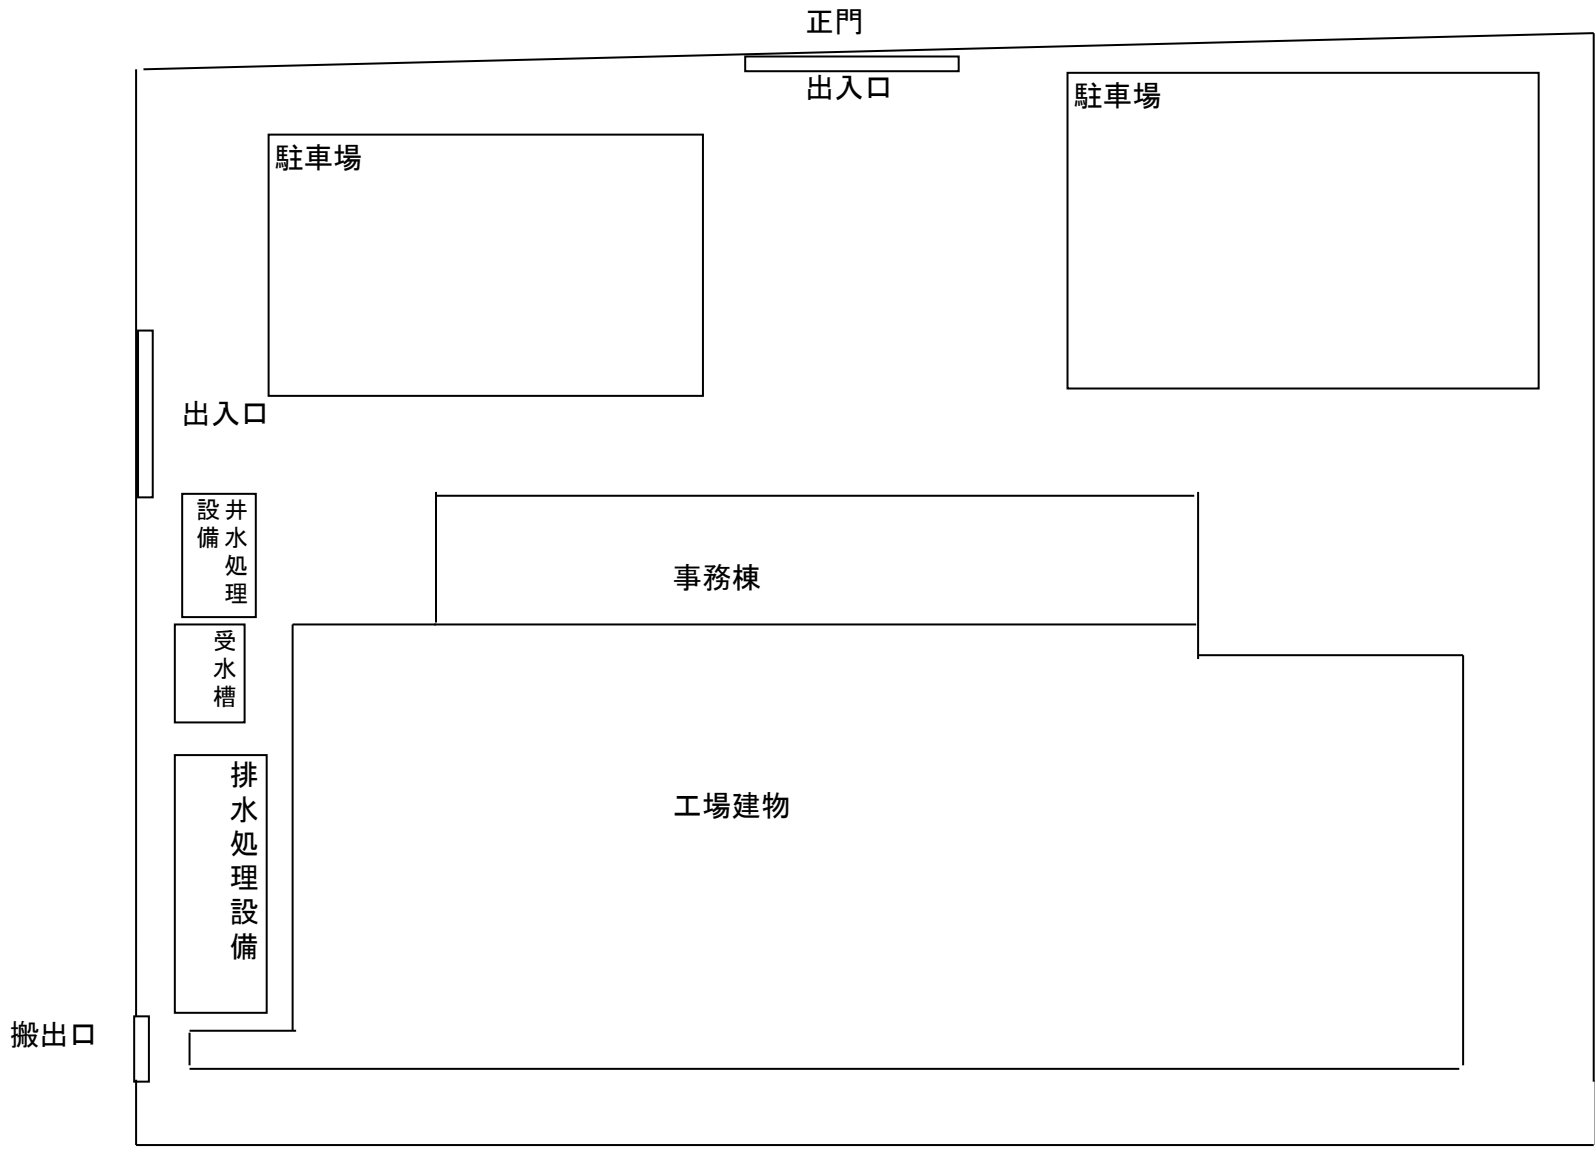 正門
出入口
駐車場
駐車場
出入口
井水処理
設備
事務棟
受水槽
排水処理設備
工場建物
搬出口